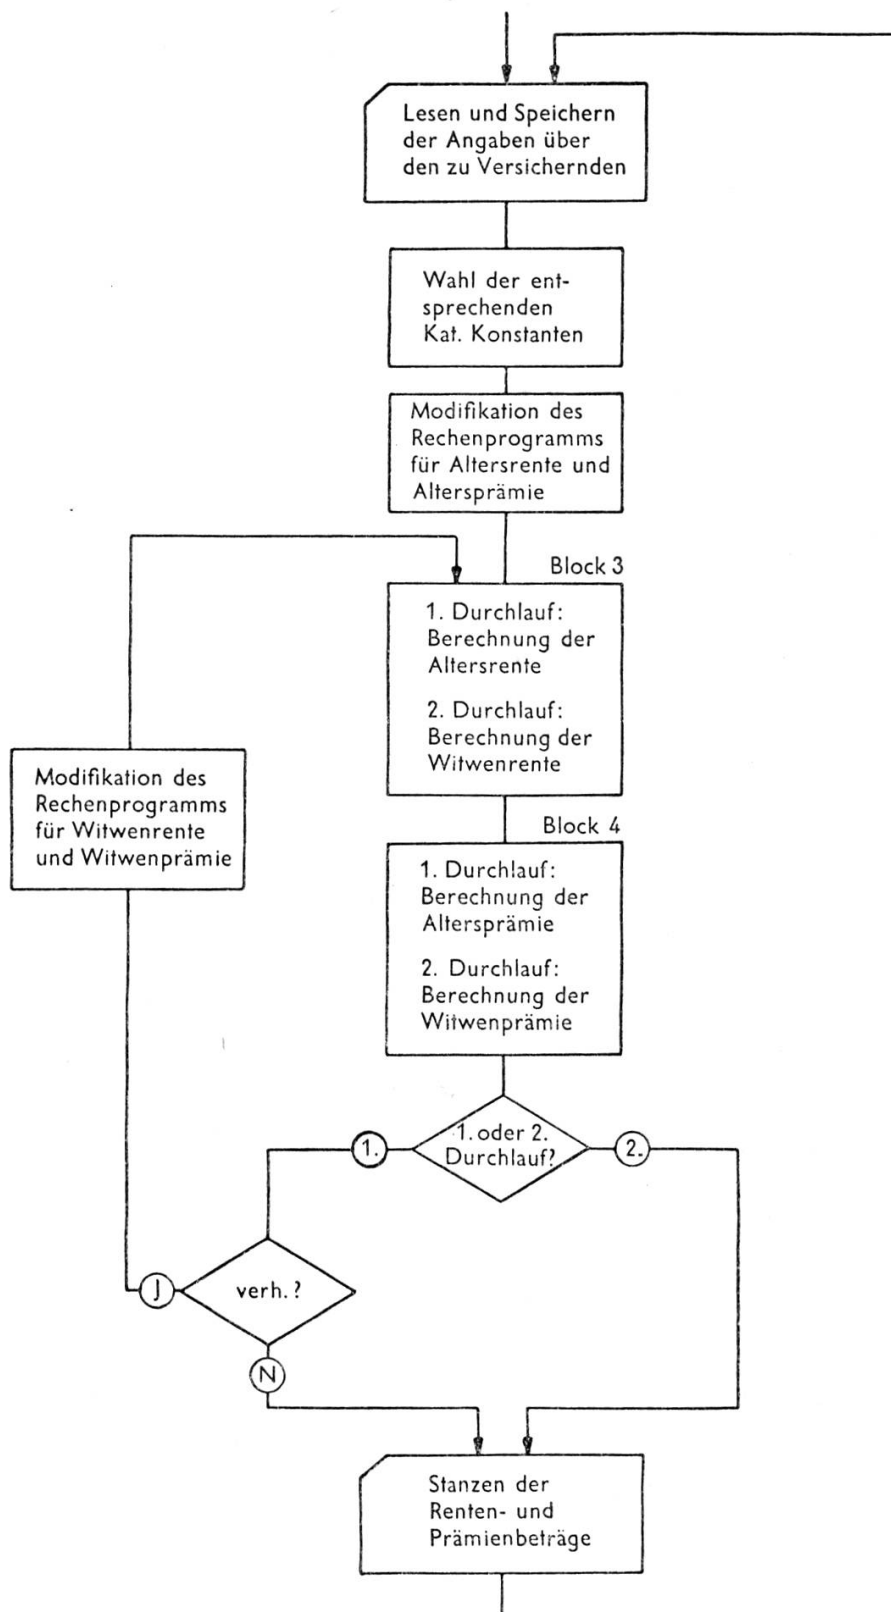 Lesen und Speichern
der Angaben über
den zu Versichernden
Wahl der ent-
sprechenden
Kat. Konstanten
Modifikation des
Rechenprogramms
für Altersrente und
Altersprämie
Block 3
1. Durchlauf:
Berechnung der
Altersrente
2. Durchlauf:
Berechnung der
Witwenrente
Modifikation des
Rechenprogramms
für Witwenrente
und Witwenprämie
Block 4
1. Durchlauf:
Berechnung der
Altersprämie
2. Durchlauf:
Berechnung der
Witwenprämie
1. oder 2.
Durchlauf?
1.
2.
verh.?
J
N
Stanzen der
Renten- und
Prämienbeträge